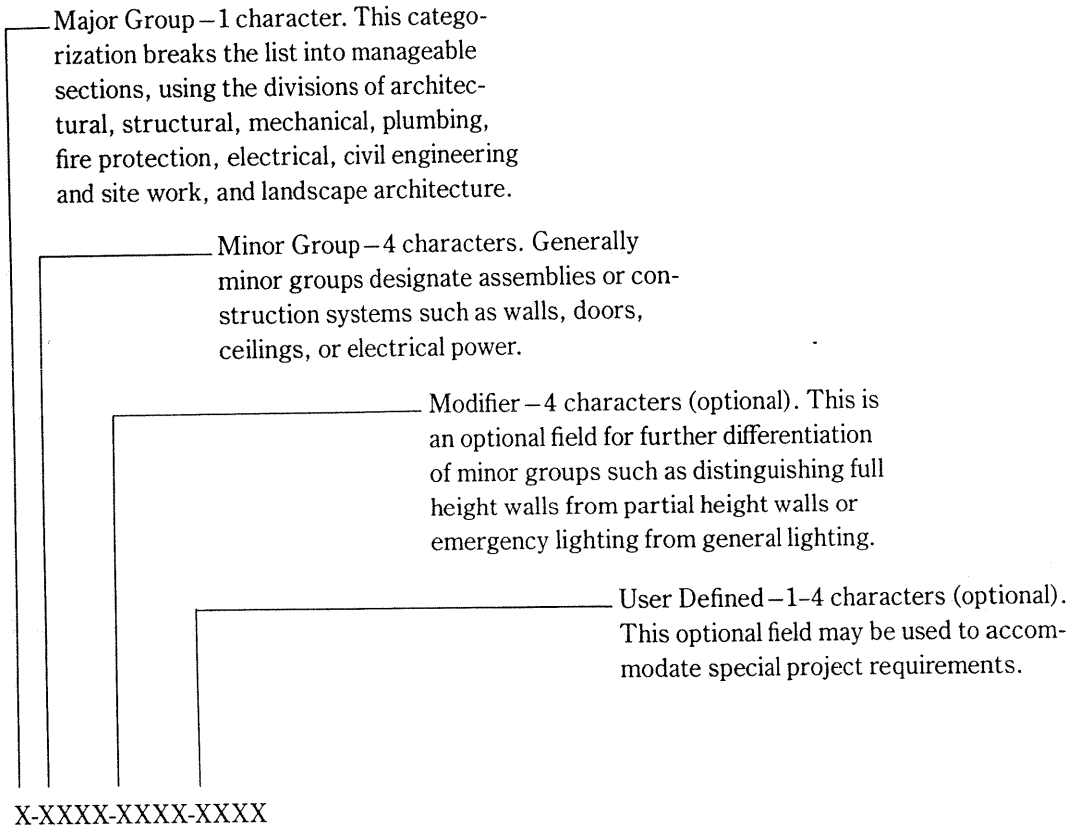 Major Group – 1 character. This catego-
rization breaks the list into manageable
sections, using the divisions of architec-
tural, structural, mechanical, plumbing,
fire protection, electrical, civil engineering
and site work, and landscape architecture.
Minor Group – 4 characters. Generally
minor groups designate assemblies or con-
struction systems such as walls, doors,
ceilings, or electrical power.
Modifier – 4 characters (optional). This is
an optional field for further differentiation
of minor groups such as distinguishing full
height walls from partial height walls or
emergency lighting from general lighting.
User Defined – 1–4 characters (optional).
This optional field may be used to accom-
modate special project requirements.
X-XXXX-XXXX-XXXX